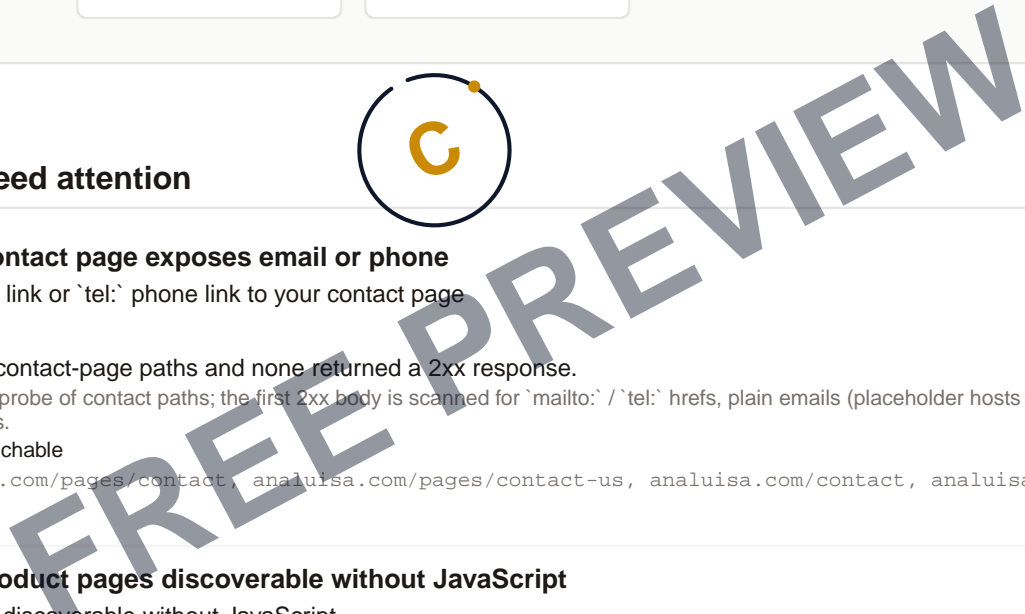 C
eed attention
ontact page exposes email or phone
link or `tel:` phone link to your contact page
contact-page paths and none returned a 2xx response.
probe of contact paths; the first 2xx body is scanned for `mailto:` / `tel:` hrefs, plain emails (placeholder hosts
s.
chable
.com/pages/contact, analuisa.com/pages/contact-us, analuisa.com/contact, analuisa
oduct pages discoverable without JavaScript
discoverable without JavaScript
FREE PREVIEW